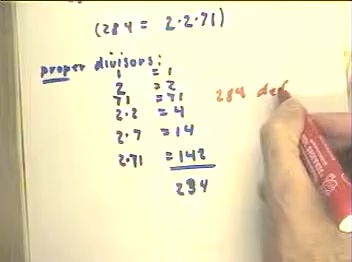 (284 = 2·2·71)
proper divisors:
1 = 1
2 = 2
71 = 71
2·2 = 4
2·7 = 14
2·71 = 142
234
284 def